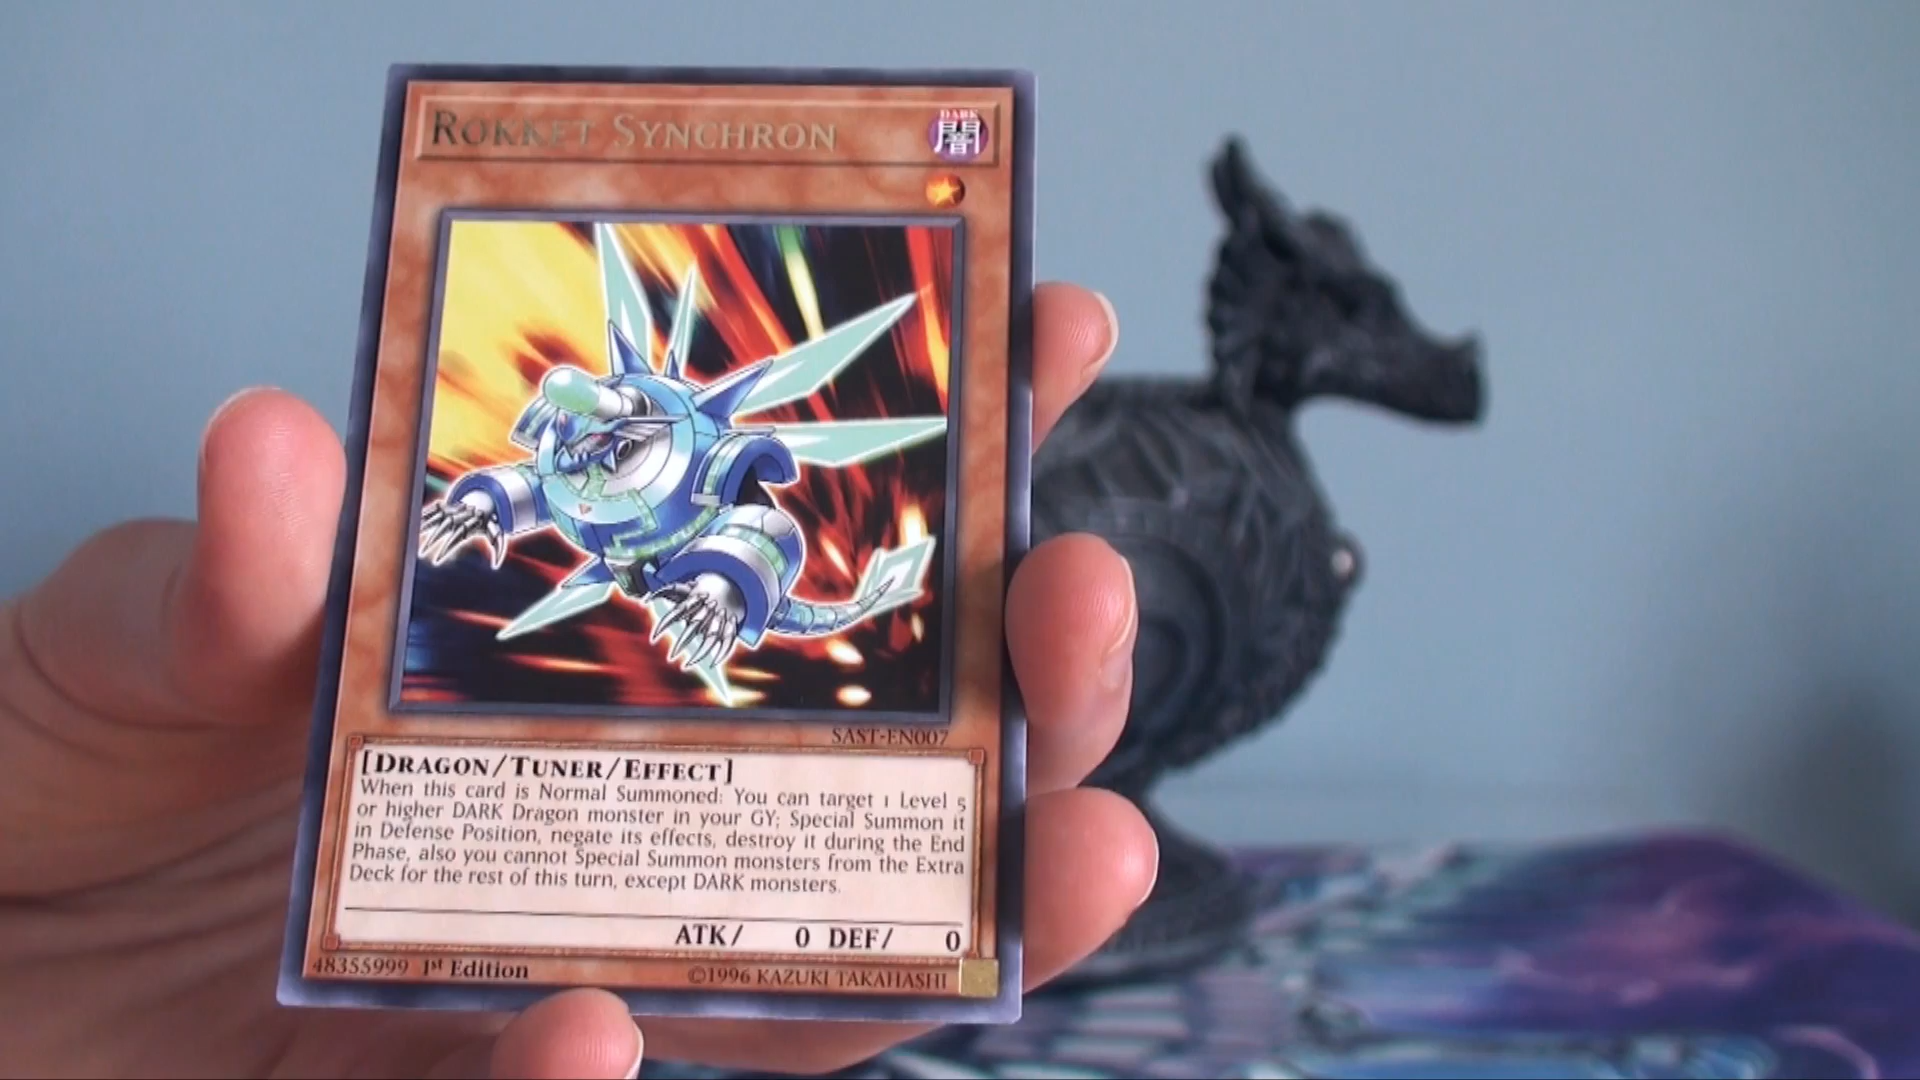 ROKKET SYNCHRON
DARK
闇
SAST-EN007
[DRAGON/TUNER/EFFECT]
When this card is Normal Summoned: You can target 1 Level 5
or higher DARK Dragon monster in your GY; Special Summon it
in Defense Position, negate its effects, destroy it during the End
Phase, also you cannot Special Summon monsters from the Extra
Deck for the rest of this turn, except DARK monsters.
ATK/ 0 DEF/ 0
48355999 1st Edition ©1996 KAZUKI TAKAHASHI